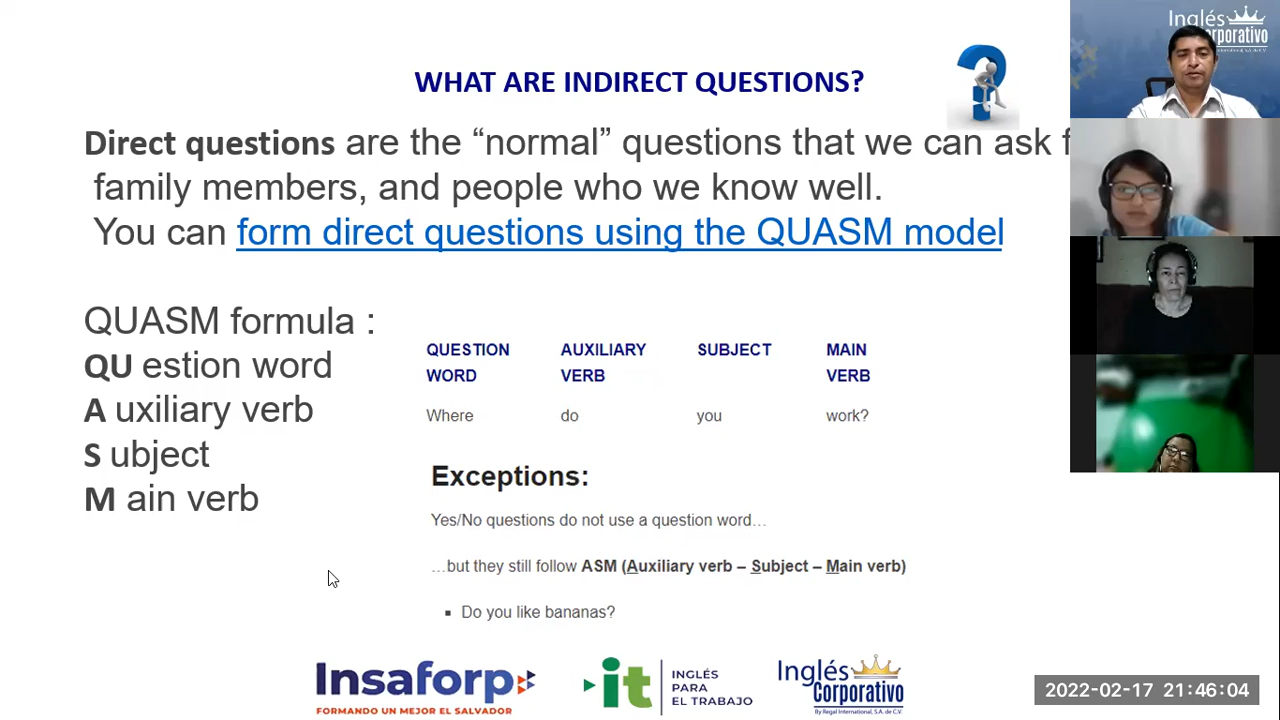 WHAT ARE INDIRECT QUESTIONS?
Direct questions are the “normal” questions that we can ask f
family members, and people who we know well.
You can form direct questions using the QUASM model
QUASM formula :
QU estion word
A uxiliary verb
S ubject
M ain verb
QUESTION WORD
AUXILIARY VERB
SUBJECT
MAIN VERB
Where do you work?
Exceptions:
Yes/No questions do not use a question word…
…but they still follow ASM (Auxiliary verb – Subject – Main verb)
▪ Do you like bananas?
Insaforp
FORMANDO UN MEJOR EL SALVADOR
it
INGLÉS
PARA
EL TRABAJO
Inglés
Corporativo
By Regal International, S.A. de C.V.
Inglés
Corporativo
2022-02-17 21:46:04